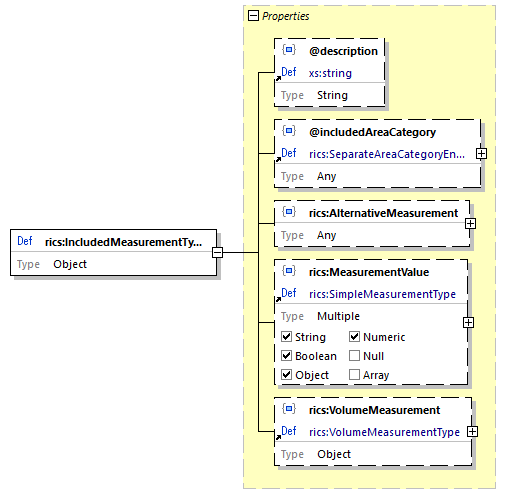 Properties
@description
Def xs:string
Type String
@includedAreaCategory
Def rics:SeparateAreaCategoryEn...
Type Any
rics:AlternativeMeasurement
Type Any
Def rics:IncludedMeasurementTy...
Type Object
rics:MeasurementValue
Def rics:SimpleMeasurementType
Type Multiple
String Numeric
Boolean Null
Object Array
rics:VolumeMeasurement
Def rics:VolumeMeasurementType
Type Object